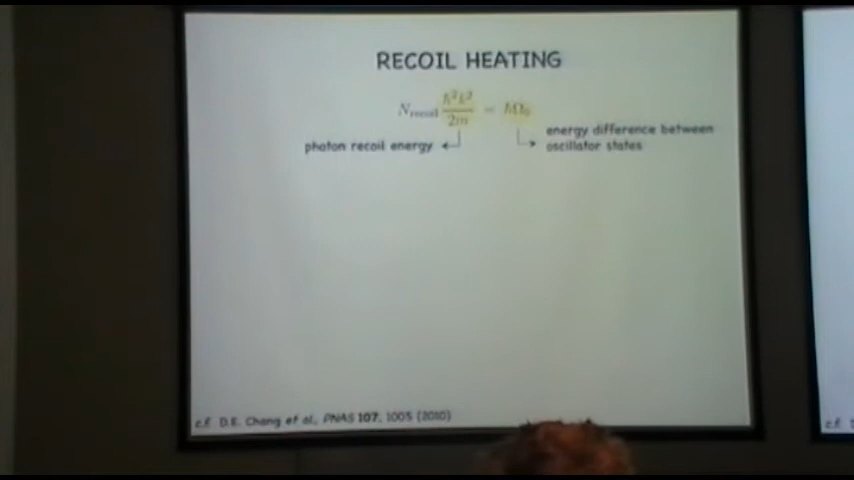 RECOIL HEATING
N_recoil ħ²k²/2m = ħΩ₀
photon recoil energy
energy difference between
oscillator states
c.f. D.E. Chang et al., PNAS 107, 1005 (2010)
c.f.